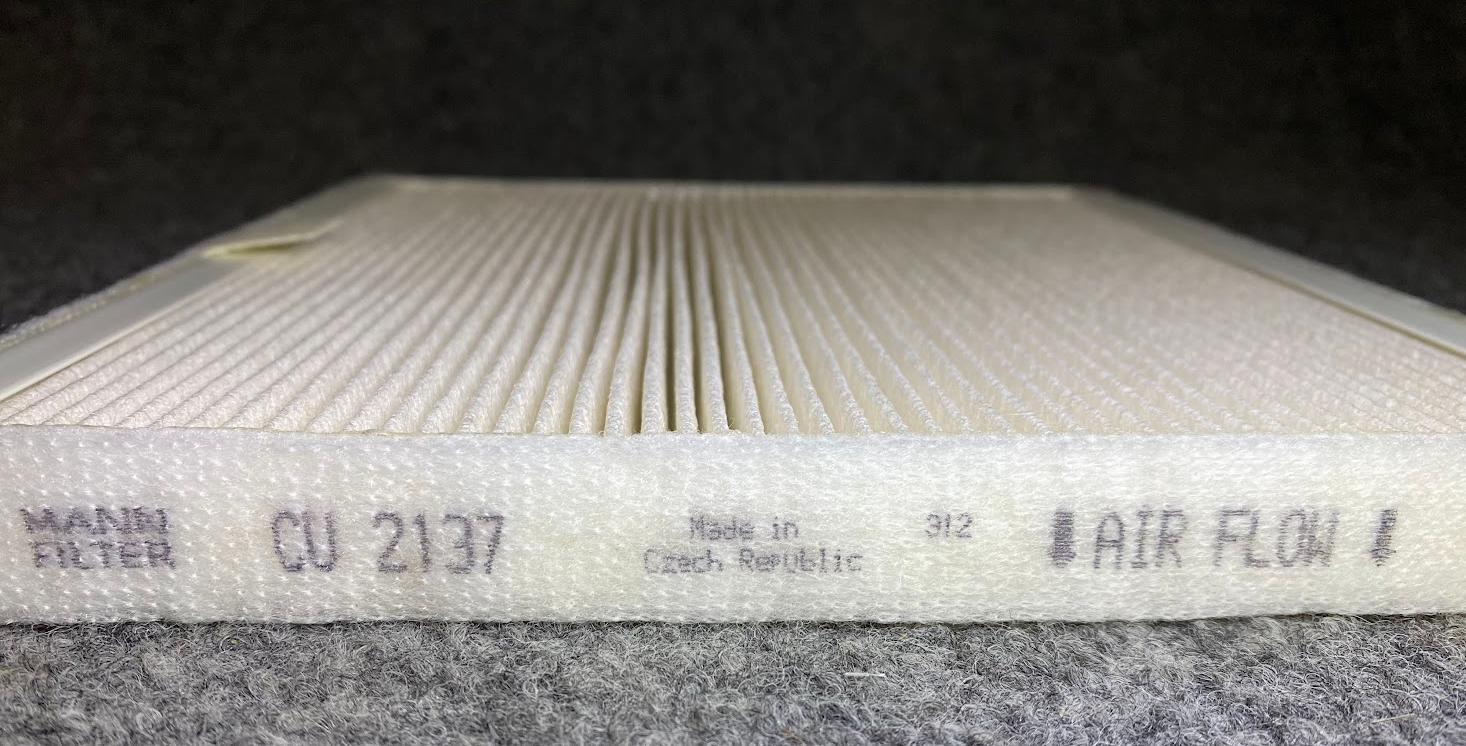 MANN
FILTER
CU 2137
Made in
Czech Republic
312
AIR FLOW